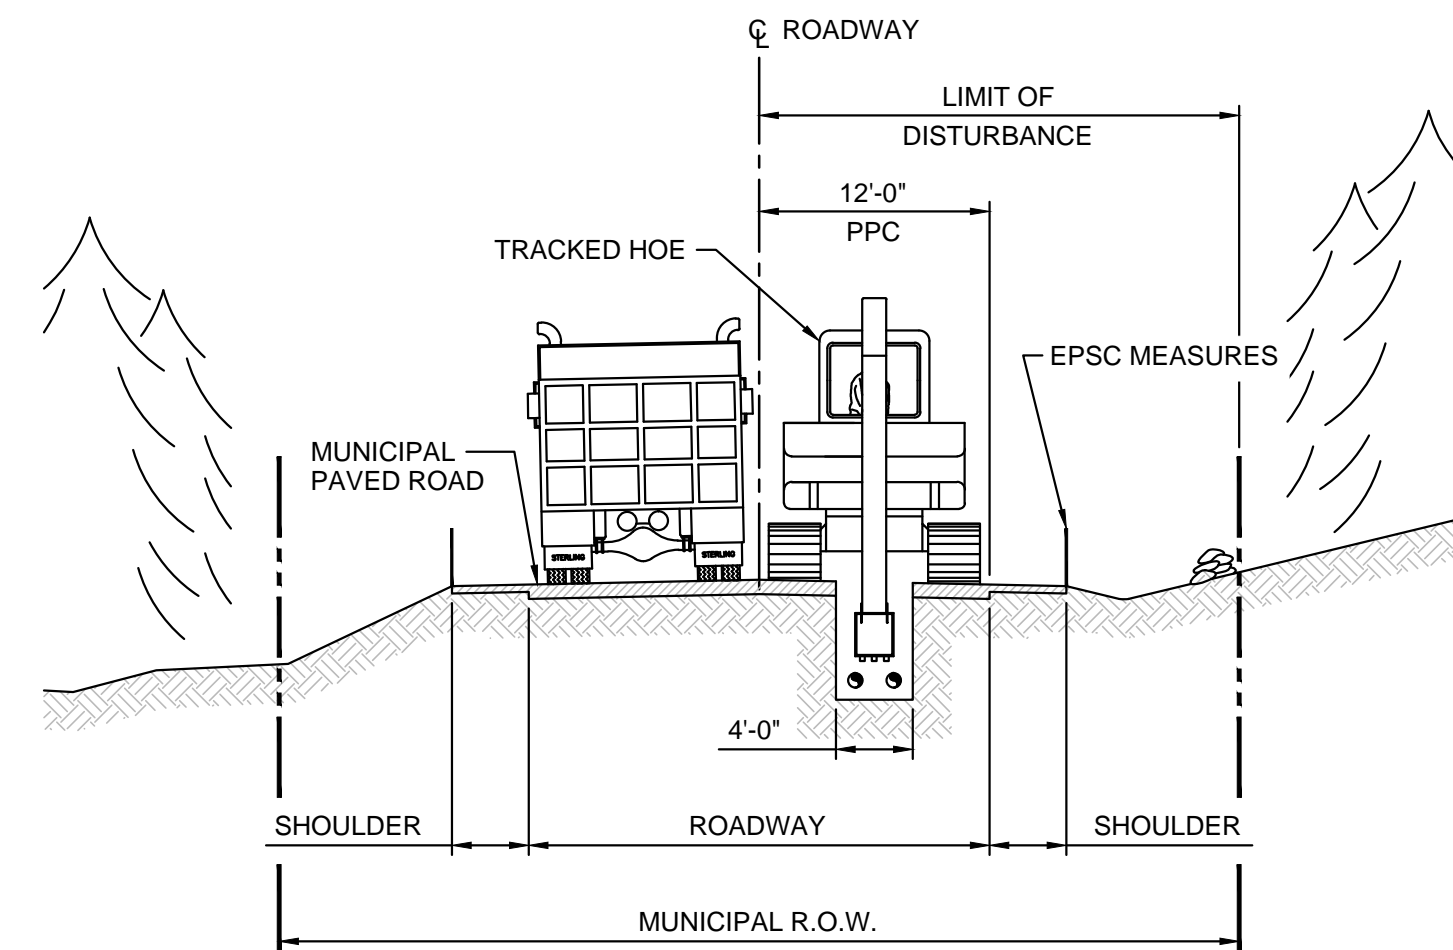 ℄ ROADWAY
LIMIT OF
DISTURBANCE
12'-0"
PPC
TRACKED HOE
EPSC MEASURES
MUNICIPAL
PAVED ROAD
STERLING
STERLING
4'-0"
SHOULDER
ROADWAY
SHOULDER
MUNICIPAL R.O.W.